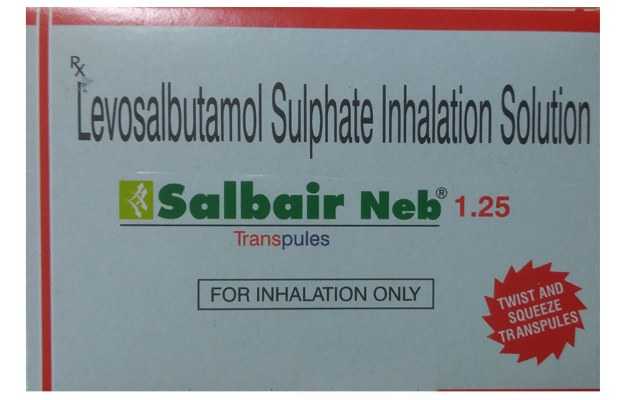 Rx
Levosalbutamol Sulphate Inhalation Solution
Salbair Neb® 1.25
Transpules
FOR INHALATION ONLY
TWIST AND
SQUEEZE
TRANSPULES